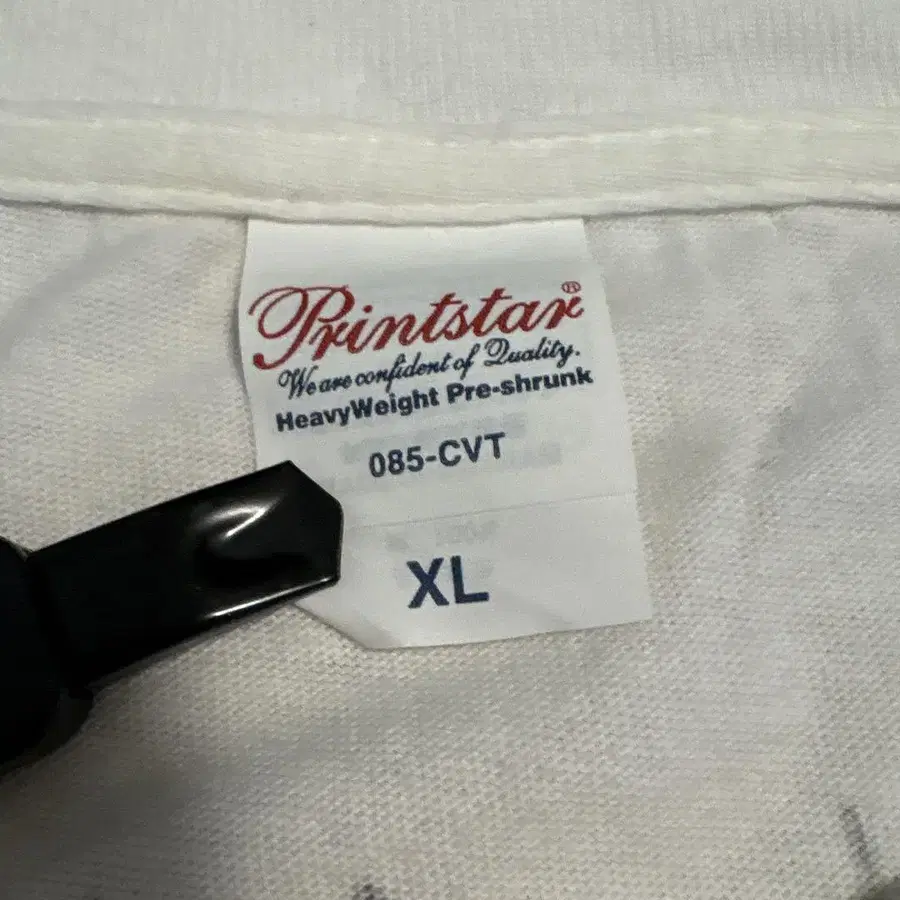 Printstar®
We are confident of Quality.
HeavyWeight Pre-shrunk
085-CVT
XL